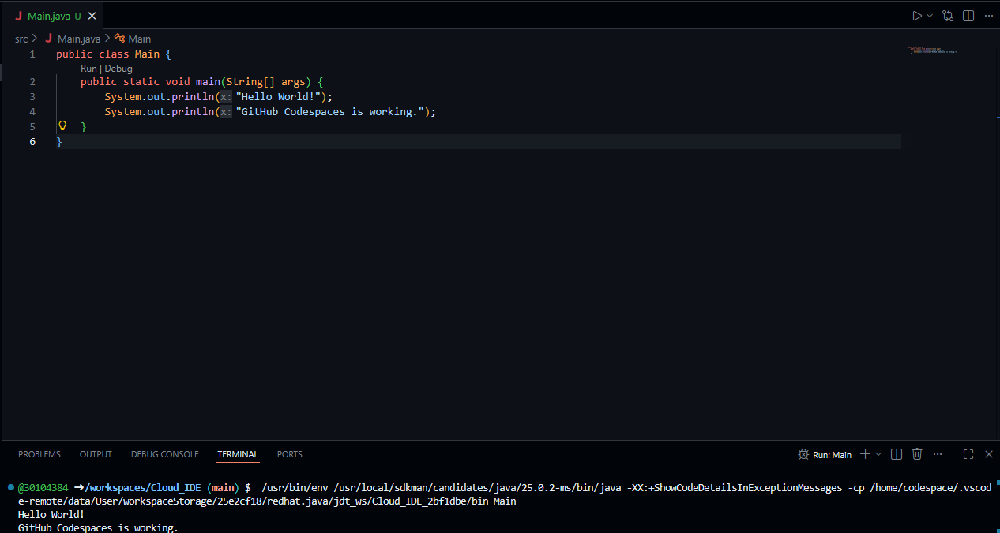 J Main.java U
src > J Main.java > Main
1 public class Main {
Run | Debug
2 public static void main(String[] args) {
3 System.out.println(x: "Hello World!");
4 System.out.println(x: "GitHub Codespaces is working.");
5 }
6 }
PROBLEMS OUTPUT DEBUG CONSOLE TERMINAL PORTS Run: Main
@30104384 ➜/workspaces/Cloud_IDE (main) $ /usr/bin/env /usr/local/sdkman/candidates/java/25.0.2-ms/bin/java -XX:+ShowCodeDetailsInExceptionMessages -cp /home/codespace/.vscod
e-remote/data/User/workspaceStorage/25e2cf18/redhat.java/jdt_ws/Cloud_IDE_2bf1dbe/bin Main
Hello World!
GitHub Codespaces is working.